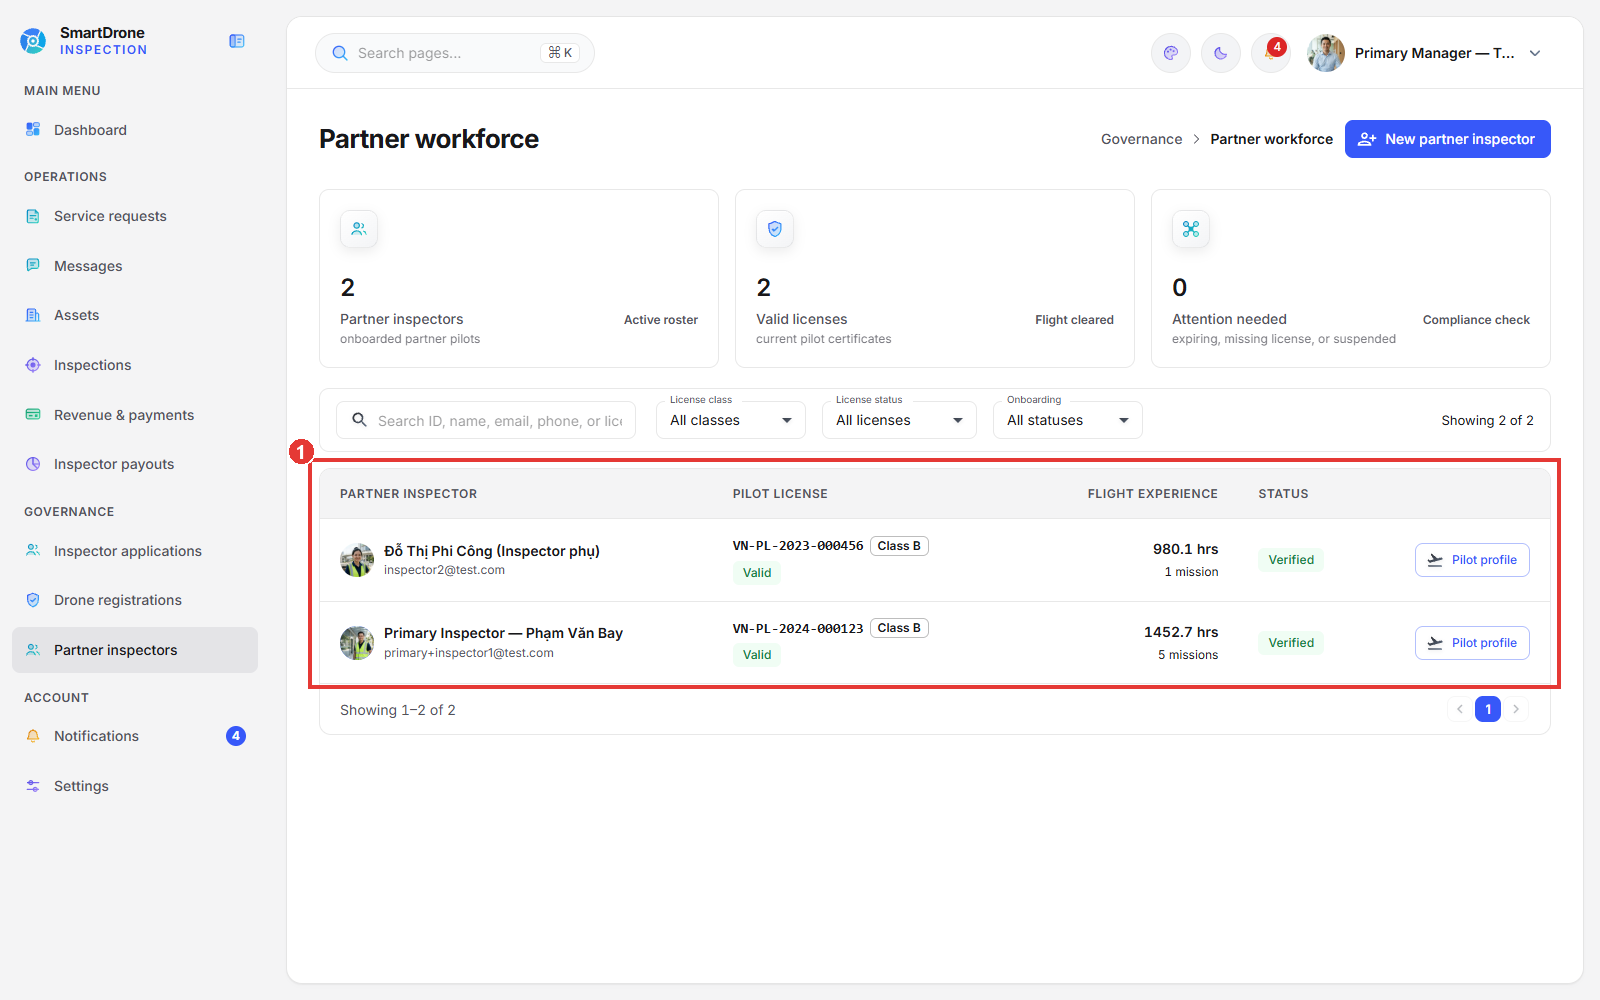 SmartDrone
INSPECTION
MAIN MENU
Dashboard
OPERATIONS
Service requests
Messages
Assets
Inspections
Revenue & payments
Inspector payouts
GOVERNANCE
Inspector applications
Drone registrations
Partner inspectors
ACCOUNT
Notifications 4
Settings
Search pages... ⌘ K
4
Primary Manager — T...
Partner workforce
Governance > Partner workforce
New partner inspector
2
Partner inspectors Active roster
onboarded partner pilots
2
Valid licenses Flight cleared
current pilot certificates
0
Attention needed Compliance check
expiring, missing license, or suspended
Search ID, name, email, phone, or lice
License class
All classes
License status
All licenses
Onboarding
All statuses
Showing 2 of 2
1
PARTNER INSPECTOR PILOT LICENSE FLIGHT EXPERIENCE STATUS
Đỗ Thị Phi Công (Inspector phụ)
inspector2@test.com
VN-PL-2023-000456 Class B
Valid
980.1 hrs
1 mission
Verified
Pilot profile
Primary Inspector — Phạm Văn Bay
primary+inspector1@test.com
VN-PL-2024-000123 Class B
Valid
1452.7 hrs
5 missions
Verified
Pilot profile
Showing 1–2 of 2
< 1 >